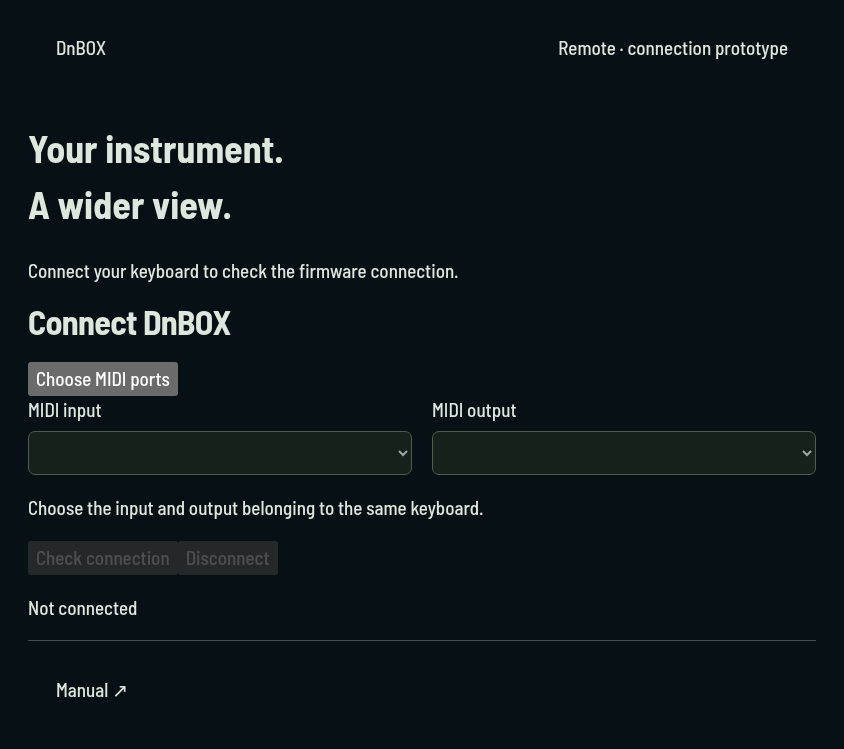 DnBOX
Remote · connection prototype
Your instrument.
A wider view.
Connect your keyboard to check the firmware connection.
Connect DnBOX
Choose MIDI ports
MIDI input
MIDI output
Choose the input and output belonging to the same keyboard.
Check connection
Disconnect
Not connected
Manual ↗